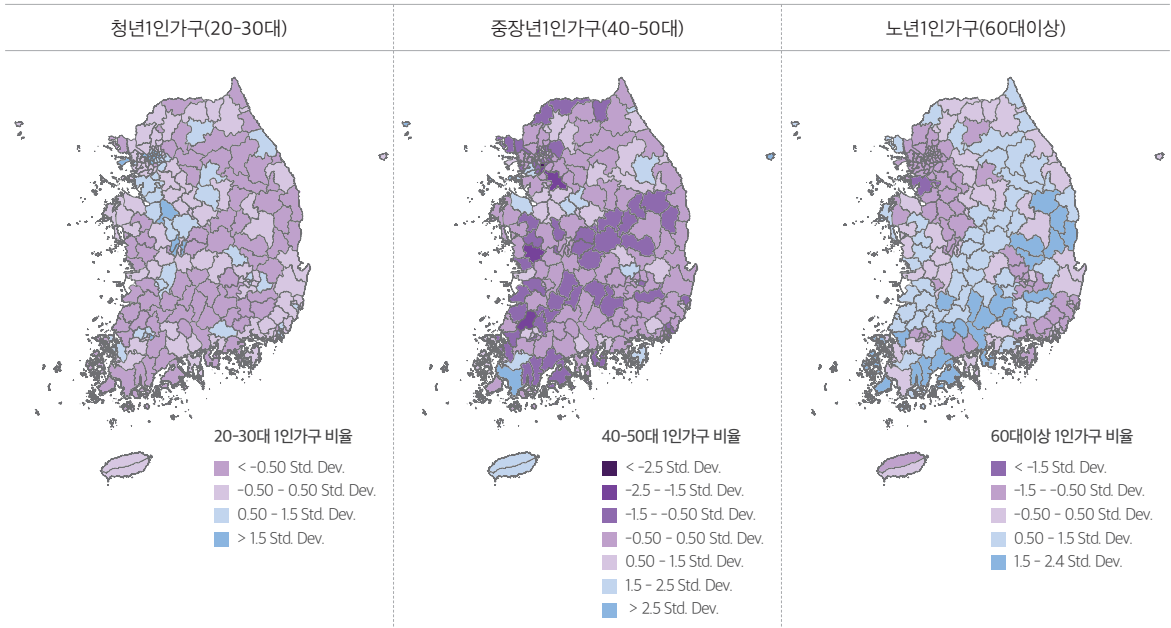 청년1인가구(20-30대)
중장년1인가구(40-50대)
노년1인가구(60대이상)
20-30대 1인가구 비율
< -0.50 Std. Dev.
-0.50 - 0.50 Std. Dev.
0.50 - 1.5 Std. Dev.
> 1.5 Std. Dev.
40-50대 1인가구 비율
< -2.5 Std. Dev.
-2.5 - -1.5 Std. Dev.
-1.5 - -0.50 Std. Dev.
-0.50 - 0.50 Std. Dev.
0.50 - 1.5 Std. Dev.
1.5 - 2.5 Std. Dev.
> 2.5 Std. Dev.
60대이상 1인가구 비율
< -1.5 Std. Dev.
-1.5 - -0.50 Std. Dev.
-0.50 - 0.50 Std. Dev.
0.50 - 1.5 Std. Dev.
1.5 - 2.4 Std. Dev.